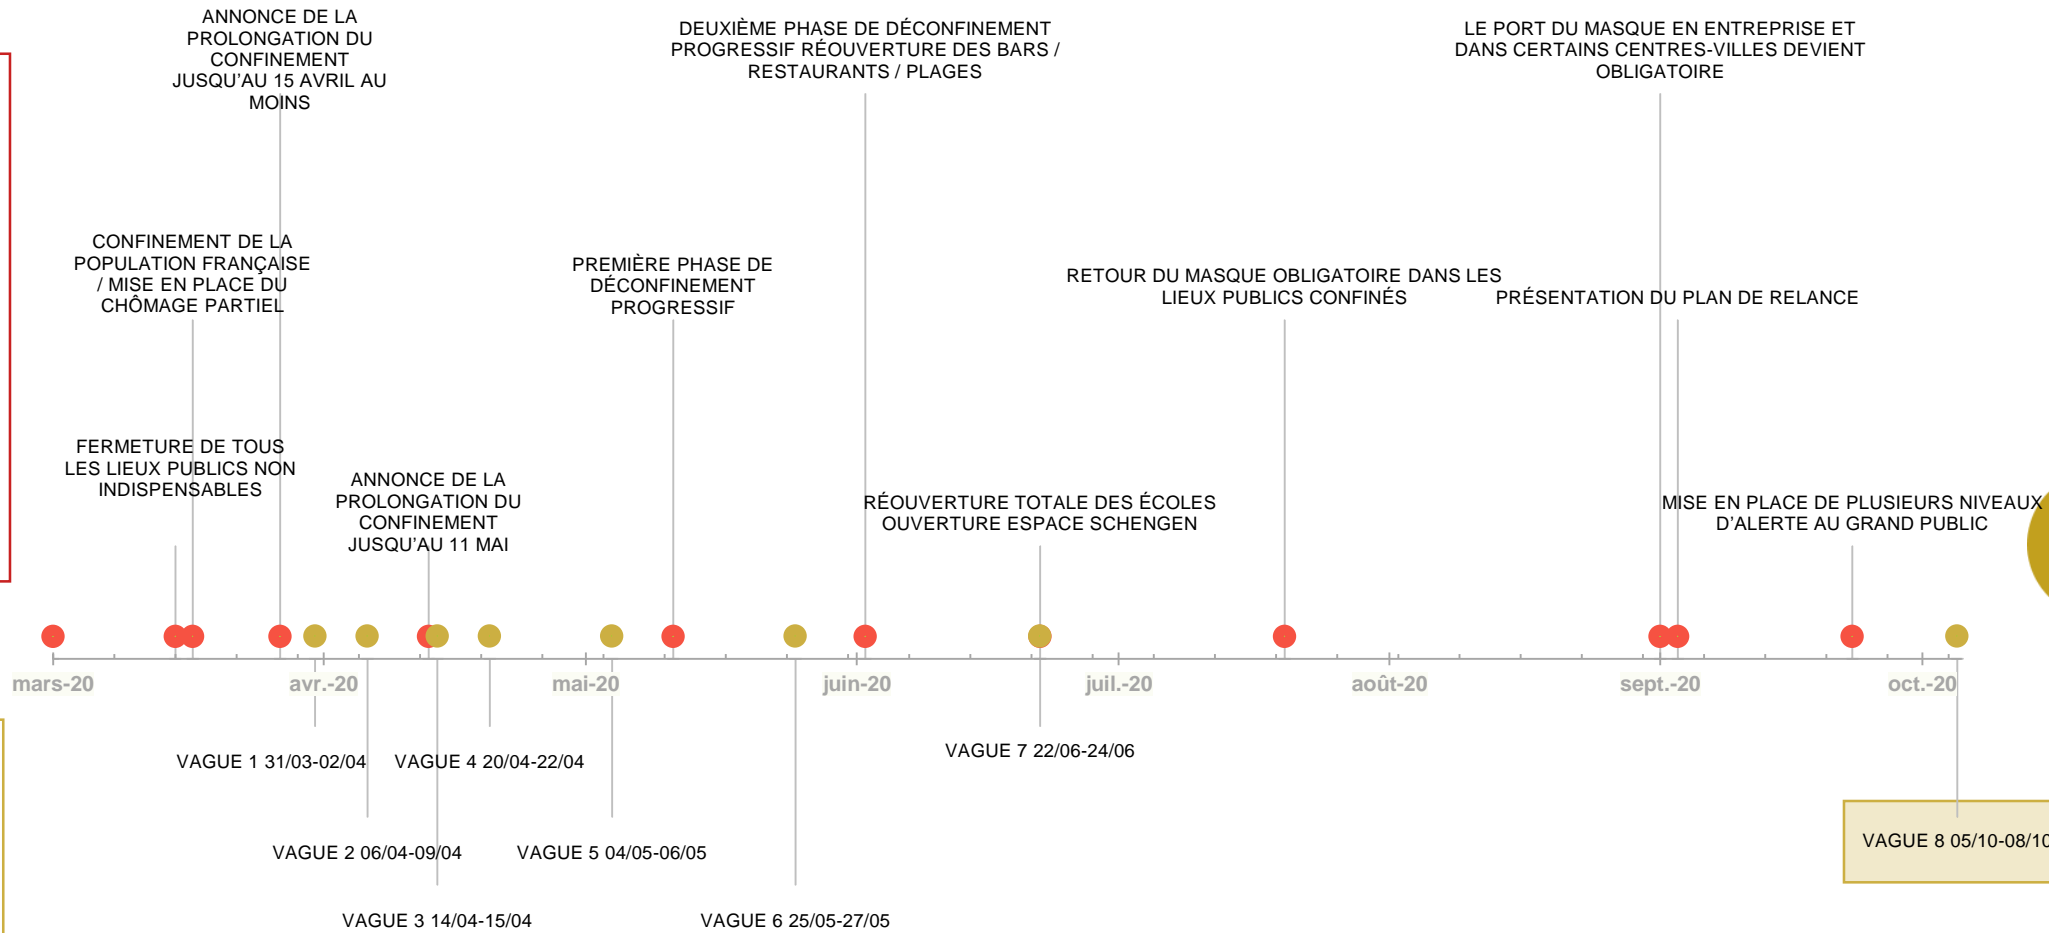 ANNONCE DE LA
PROLONGATION DU
CONFINEMENT
JUSQU'AU 15 AVRIL AU
MOINS
DEUXIÈME PHASE DE DÉCONFINEMENT
PROGRESSIF RÉOUVERTURE DES BARS /
RESTAURANTS / PLAGES
LE PORT DU MASQUE EN ENTREPRISE ET
DANS CERTAINS CENTRES-VILLES DEVIENT
OBLIGATOIRE
CONFINEMENT DE LA
POPULATION FRANÇAISE
/ MISE EN PLACE DU
CHÔMAGE PARTIEL
PREMIÈRE PHASE DE
DÉCONFINEMENT
PROGRESSIF
RETOUR DU MASQUE OBLIGATOIRE DANS LES
LIEUX PUBLICS CONFINÉS
PRÉSENTATION DU PLAN DE RELANCE
FERMETURE DE TOUS
LES LIEUX PUBLICS NON
INDISPENSABLES
ANNONCE DE LA
PROLONGATION DU
CONFINEMENT
JUSQU'AU 11 MAI
RÉOUVERTURE TOTALE DES ÉCOLES
OUVERTURE ESPACE SCHENGEN
MISE EN PLACE DE PLUSIEURS NIVEAUX
D'ALERTE AU GRAND PUBLIC
mars-20 avr.-20 mai-20 juin-20 juil.-20 août-20 sept.-20 oct.-20
VAGUE 1 31/03-02/04
VAGUE 4 20/04-22/04
VAGUE 7 22/06-24/06
VAGUE 2 06/04-09/04
VAGUE 5 04/05-06/05
VAGUE 8 05/10-08/10
VAGUE 3 14/04-15/04
VAGUE 6 25/05-27/05